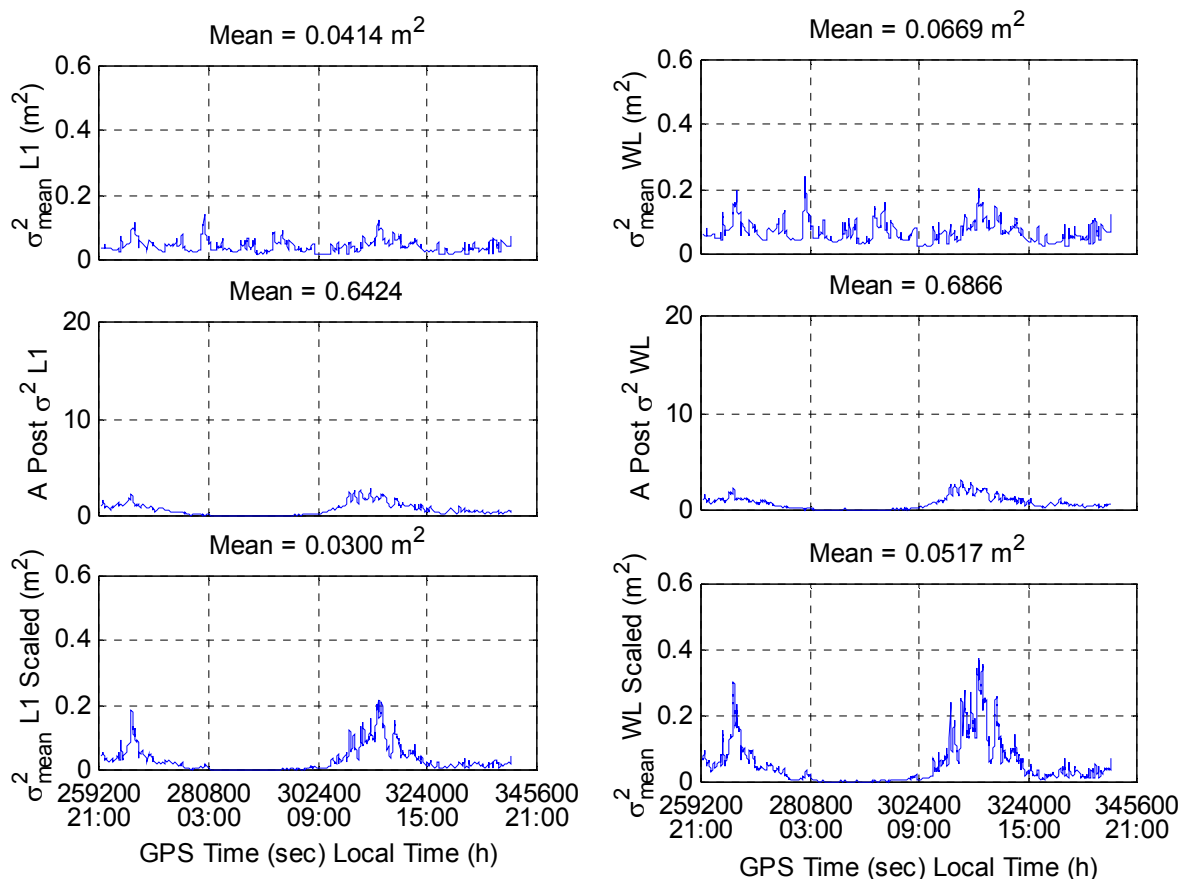 Mean = 0.0414 m²
σ²mean L1 (m²)
0.6
0.4
0.2
0
Mean = 0.6424
A Post σ² L1
20
10
0
Mean = 0.0300 m²
σ²mean L1 Scaled (m²)
0.6
0.4
0.2
0
259200 280800 302400 324000 345600
21:00 03:00 09:00 15:00 21:00
GPS Time (sec) Local Time (h)
Mean = 0.0669 m²
σ²mean WL (m²)
0.6
0.4
0.2
0
Mean = 0.6866
A Post σ² WL
20
10
0
Mean = 0.0517 m²
σ²mean WL Scaled (m²)
0.6
0.4
0.2
0
259200 280800 302400 324000 345600
21:00 03:00 09:00 15:00 21:00
GPS Time (sec) Local Time (h)